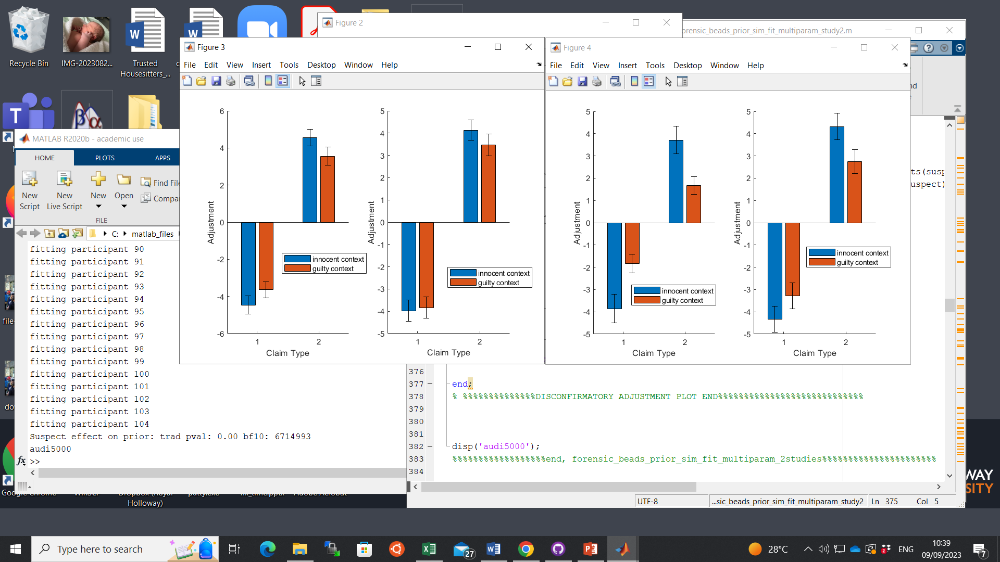 Recycle Bin
IMG-2023082...
Trusted
Housesitters_...
Figure 2
orensic_beads_prior_sim_fit_multiparam_study2.m
Figure 3
File Edit View Insert Tools Desktop Window Help
6
4
2
0
-2
-4
-6
Adjustment
1 2
Claim Type
innocent context
guilty context
5
4
3
2
1
0
-1
-2
-3
-4
-5
Adjustment
1 2
Claim Type
innocent context
guilty context
Figure 4
File Edit View Insert Tools Desktop Window Help
5
4
3
2
1
0
-1
-2
-3
-4
-5
Adjustment
1 2
Claim Type
innocent context
guilty context
5
4
3
2
1
0
-1
-2
-3
-4
-5
Adjustment
1 2
Claim Type
innocent context
guilty context
nd
ts(susp
suspect)
MATLAB R2020b - academic use
HOME PLOTS APPS
New
Script
New
Live Script
New
Open
Find File
Compar
FILE
C: matlab_files
fitting participant 90
fitting participant 91
fitting participant 92
fitting participant 93
fitting participant 94
fitting participant 95
fitting participant 96
fitting participant 97
fitting participant 98
fitting participant 99
fitting participant 100
fitting participant 101
fitting participant 102
fitting participant 103
fitting participant 104
Suspect effect on prior: trad pval: 0.00 bf10: 6714993
audi5000
fx >>
file
do
376
377 end;
378 % %%%%%%%%%%%%%%DISCONFIRMATORY ADJUSTMENT PLOT END%%%%%%%%%%%%%%%%%%%%%%%%%%%%
379
380
381
382 disp('audi5000');
383 %%%%%%%%%%%%%%%%%%end, forensic_beads_prior_sim_fit_multiparam_2studies%%%%%%%%%%%%%%%%%%%%%%
384
UTF-8 ...sic_beads_prior_sim_fit_multiparam_study2 Ln 375 Col 5
Google Chrome WinSCP Dropbox (Royal
Holloway)
putty.exe fix_time.pptx Adobe Acrobat
WAY
SITY
Type here to search
27
28°C
ENG
10:39
09/09/2023
7